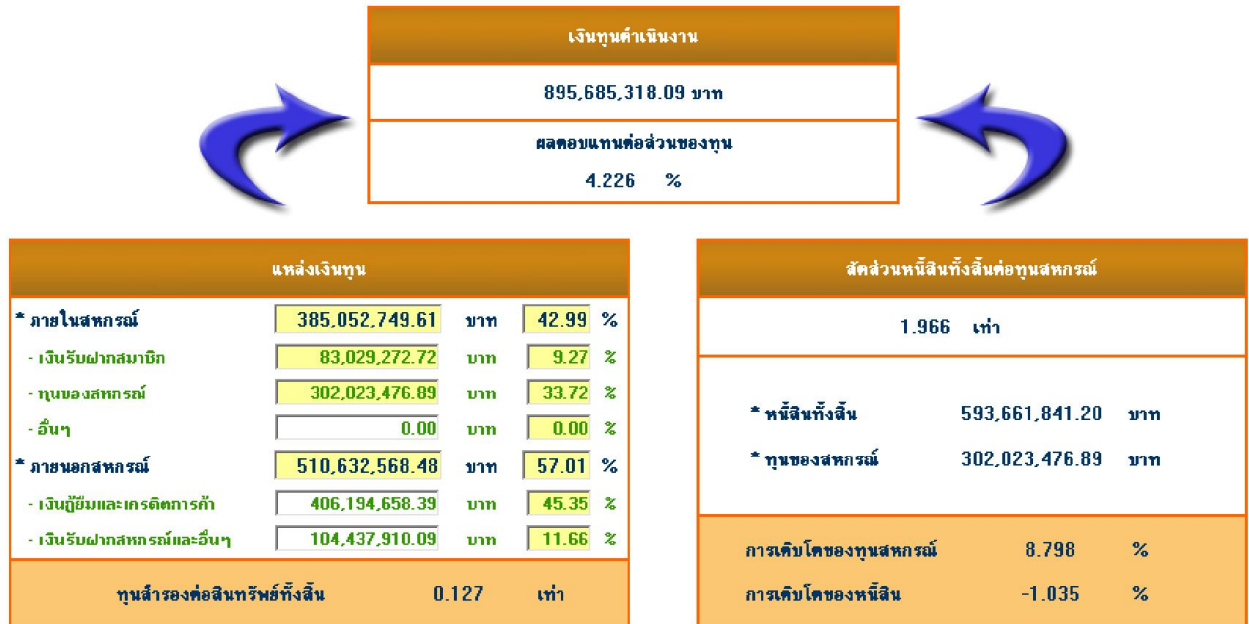 เงินทุนดำเนินงาน
895,685,318.09 บาท
ผลตอบแทนต่อส่วนของทุน
4.226 %
แหล่งเงินทุน
* ภายในสหกรณ์ 385,052,749.61 บาท 42.99 %
- เงินรับฝากสมาชิก 83,029,272.72 บาท 9.27 %
- ทุนของสหกรณ์ 302,023,476.89 บาท 33.72 %
- อื่นๆ 0.00 บาท 0.00 %
* ภายนอกสหกรณ์ 510,632,568.48 บาท 57.01 %
- เงินกู้ยืมและเครดิตการค้า 406,194,658.39 บาท 45.35 %
- เงินรับฝากสหกรณ์และอื่นๆ 104,437,910.09 บาท 11.66 %
ทุนสำรองต่อสินทรัพย์ทั้งสิ้น 0.127 เท่า
สัดส่วนหนี้สินทั้งสิ้นต่อทุนสหกรณ์
1.966 เท่า
* หนี้สินทั้งสิ้น 593,661,841.20 บาท
* ทุนของสหกรณ์ 302,023,476.89 บาท
การเติบโตของทุนสหกรณ์ 8.798 %
การเติบโตของหนี้สิน -1.035 %